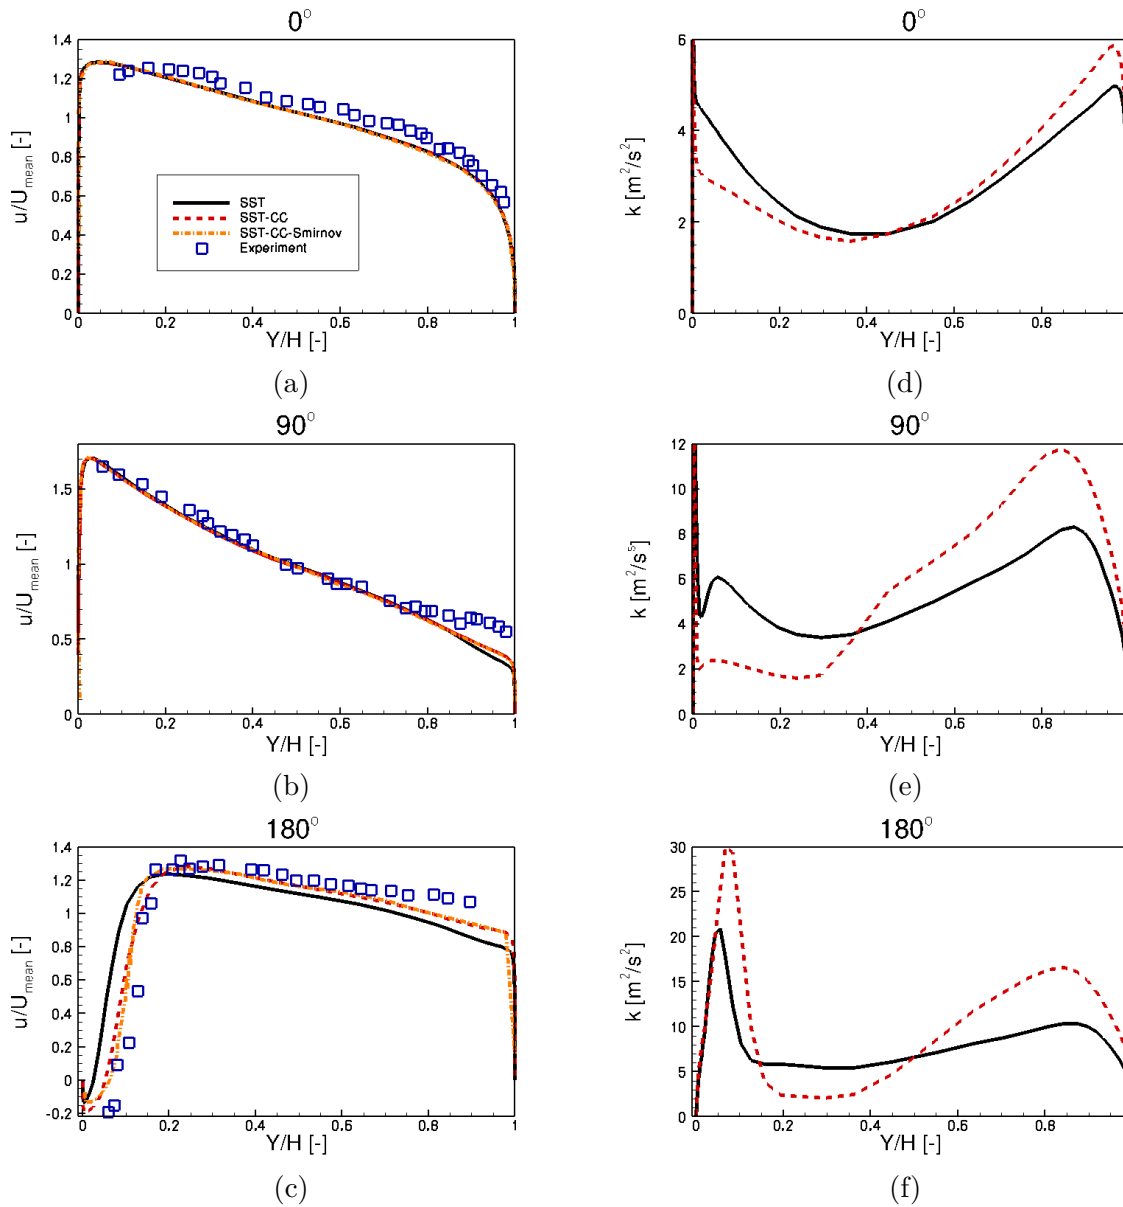 0°
1.4
1.2
1
0.8
0.6
0.4
0.2
0
u/U_mean [-]
SST
SST-CC
SST-CC-Smirnov
Experiment
0 0.2 0.4 0.6 0.8 1
Y/H [-]
(a)
0°
6
4
2
0
k [m²/s²]
0 0.2 0.4 0.6 0.8
Y/H [-]
(d)
90°
1.5
1
0.5
0
u/U_mean [-]
0 0.2 0.4 0.6 0.8 1
Y/H [-]
(b)
90°
12
10
8
6
4
2
0
k [m²/s⁵]
0 0.2 0.4 0.6 0.8
Y/H [-]
(e)
180°
1.4
1.2
1
0.8
0.6
0.4
0.2
0
-0.2
u/U_mean [-]
0 0.2 0.4 0.6 0.8 1
Y/H [-]
(c)
180°
30
25
20
15
10
5
0
k [m²/s²]
0 0.2 0.4 0.6 0.8
Y/H [-]
(f)